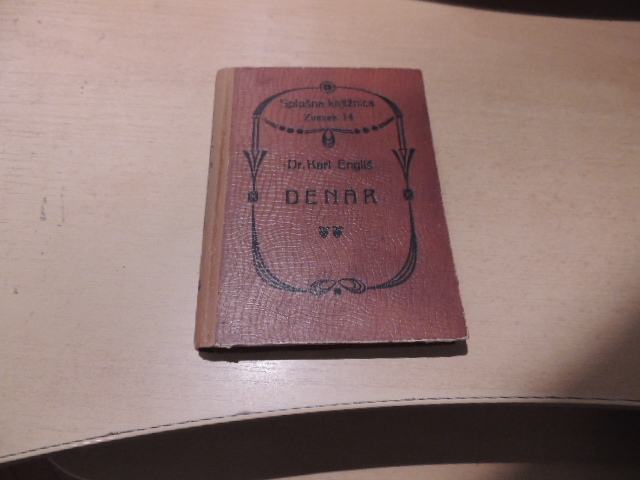 Splošna knjižnica
Zvezek 14
Dr. Karl Engliš
DENAR